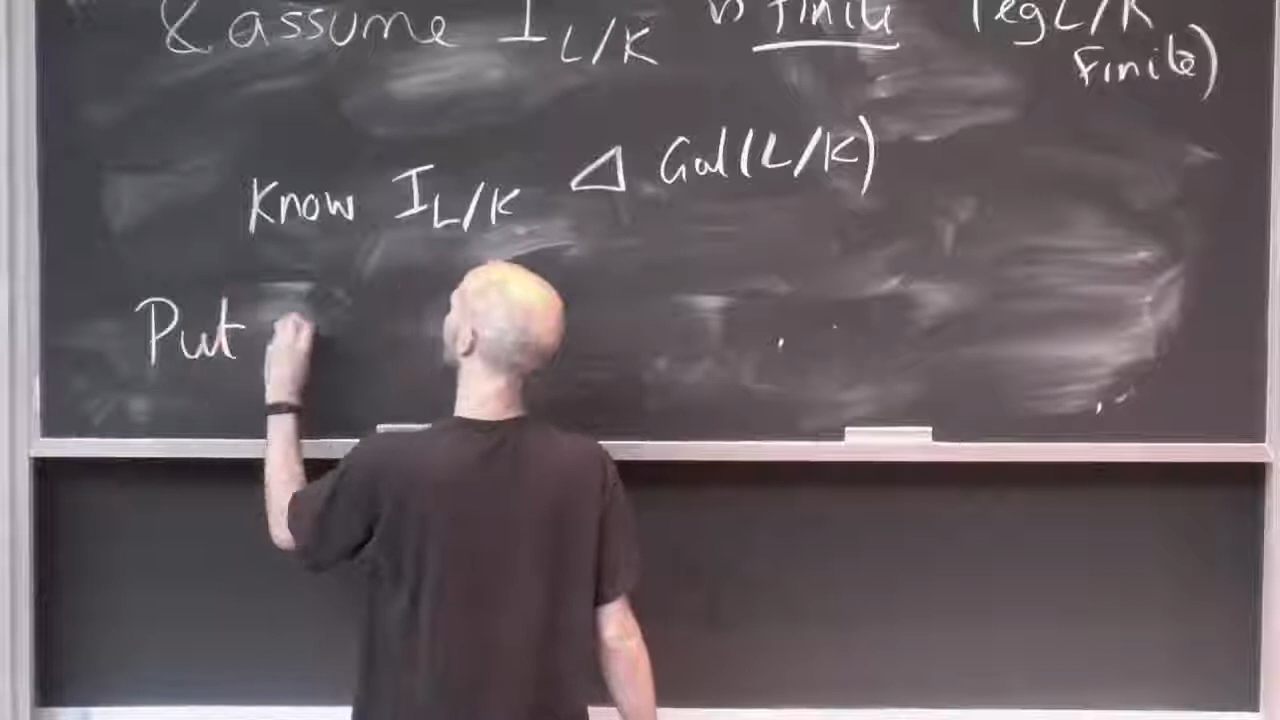 & assume I_{L/K} is finite (eg L/K
Finite)
Know I_{L/K} ◁ Gal(L/K)
Put